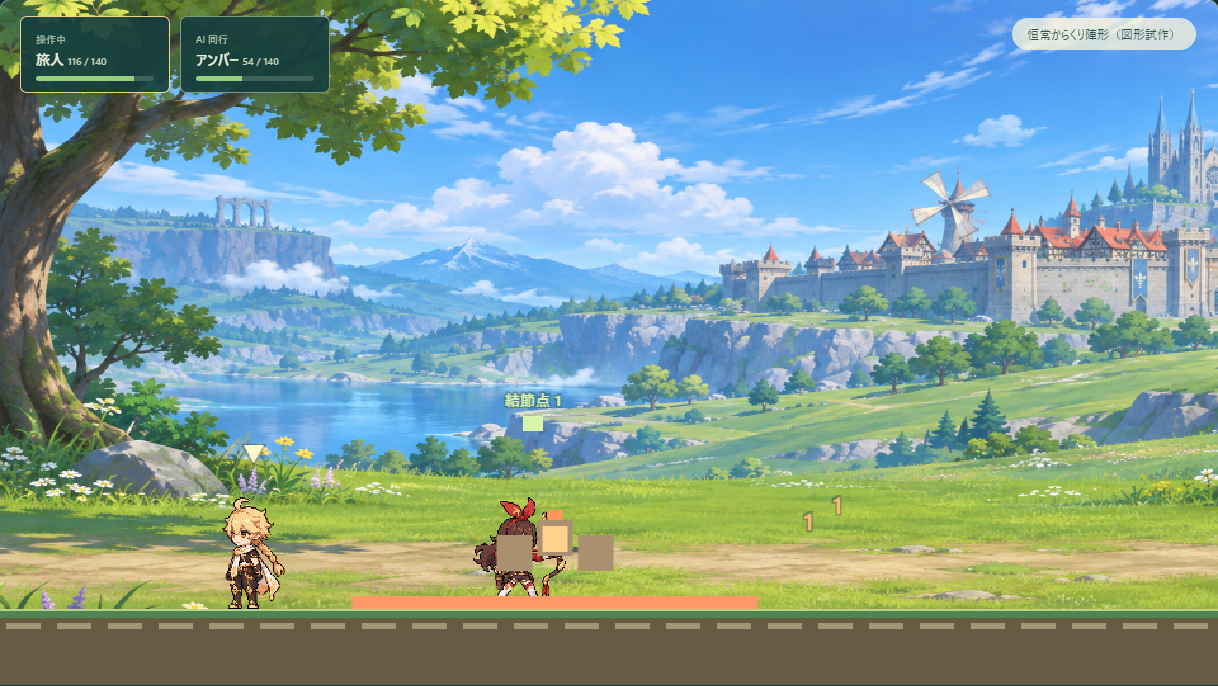 操作中
旅人 116 / 140
AI 同行
アンバー 54 / 140
恒常からくり陣形（図形試作）
結節点 1
1
1